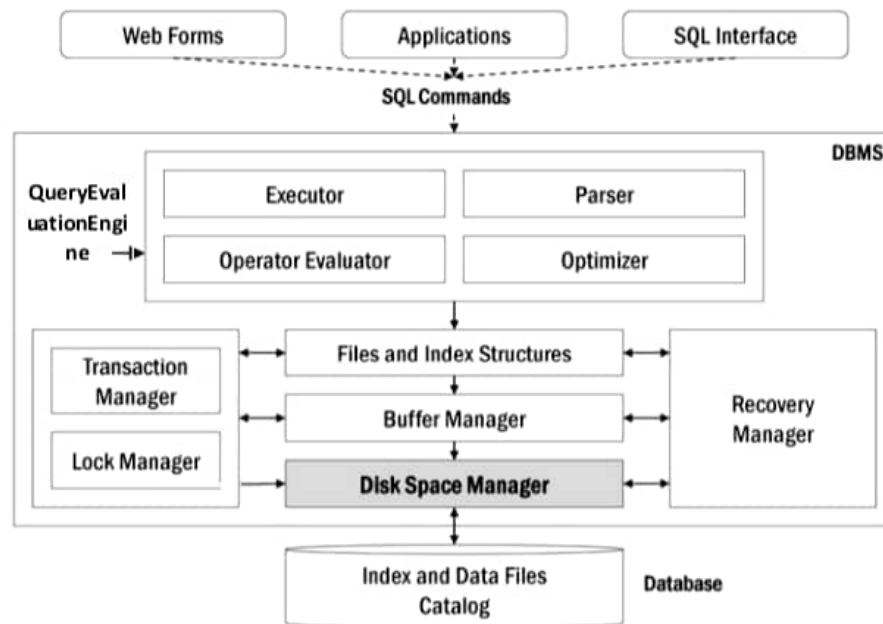 Web Forms
Applications
SQL Interface
SQL Commands
DBMS
QueryEval
uationEngi
ne
Executor
Parser
Operator Evaluator
Optimizer
Transaction
Manager
Lock Manager
Files and Index Structures
Buffer Manager
Disk Space Manager
Recovery
Manager
Index and Data Files
Catalog
Database